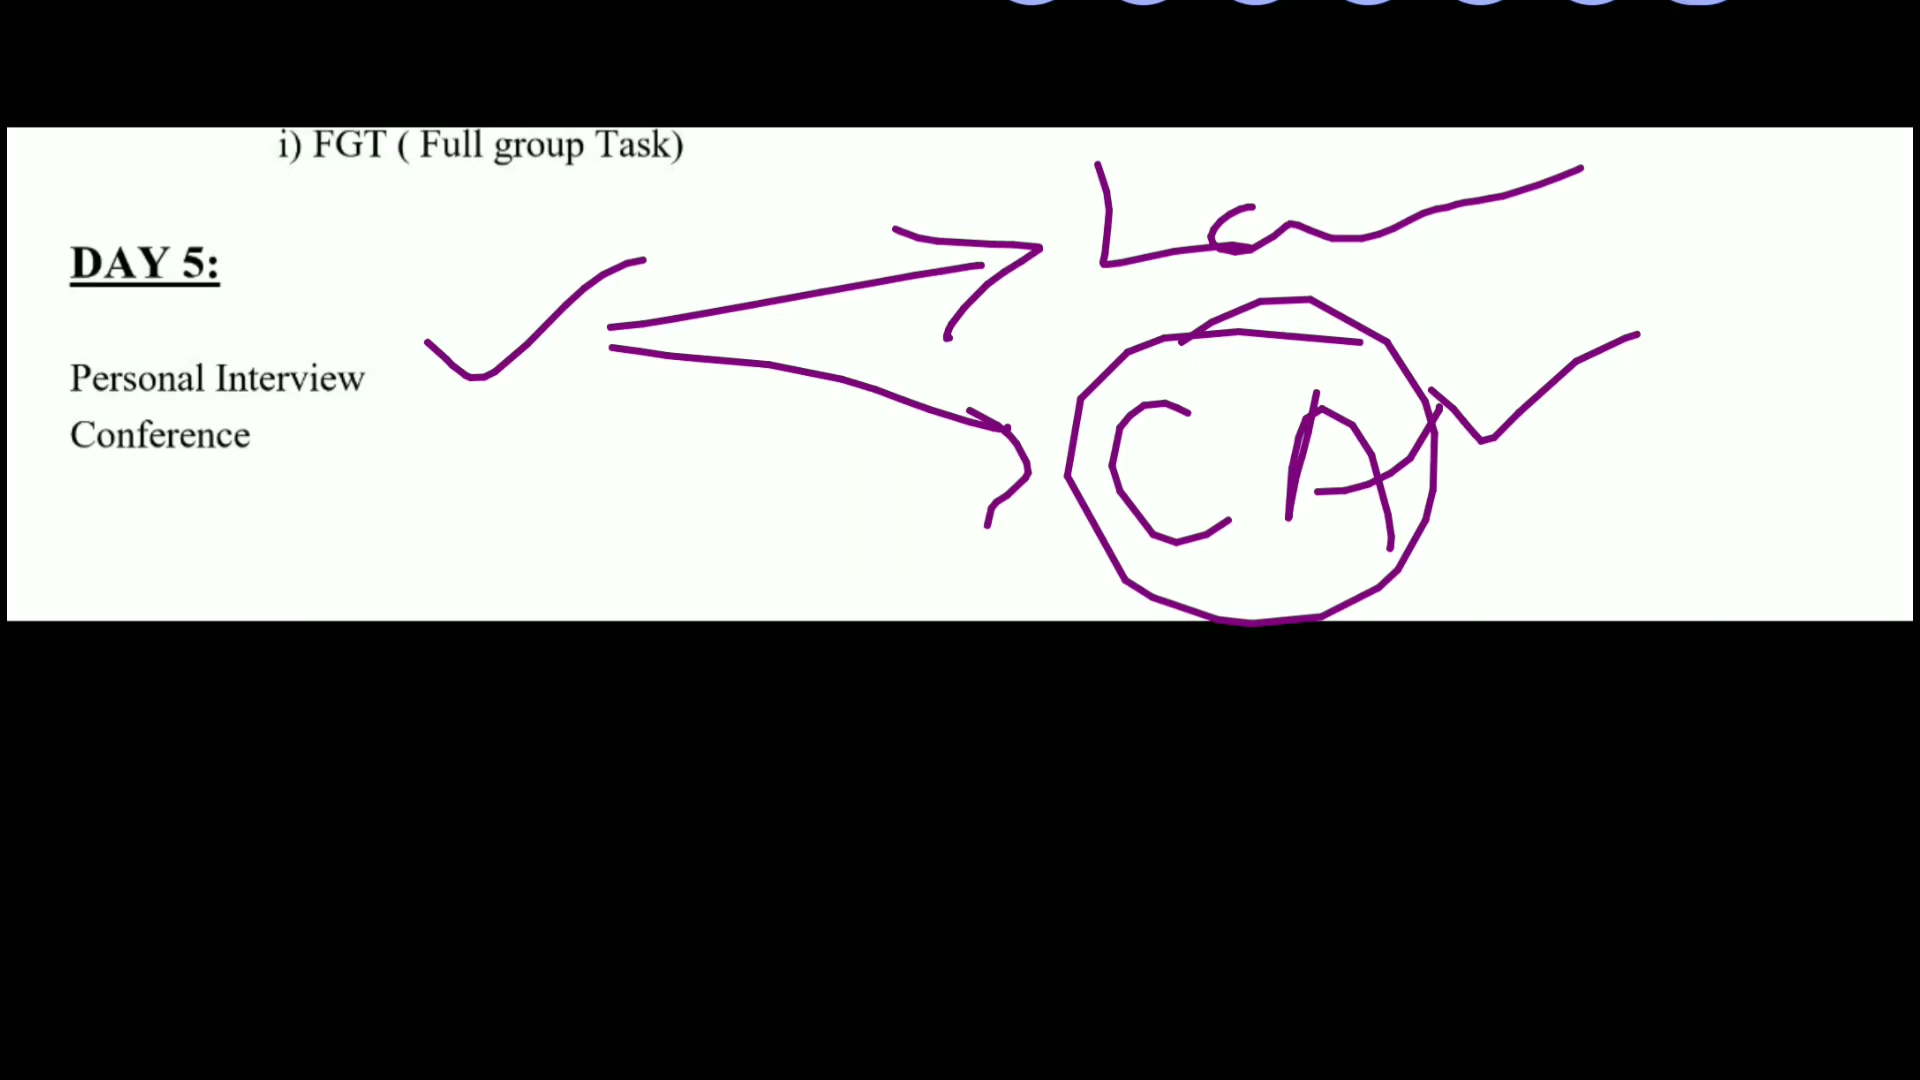 i) FGT ( Full group Task)
DAY 5:
Personal Interview
Conference
CA